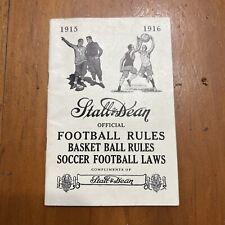 1915 1916
Stall & Dean
OFFICIAL
FOOTBALL RULES
BASKET BALL RULES
SOCCER FOOTBALL LAWS
COMPLIMENTS OF
Stall & Dean